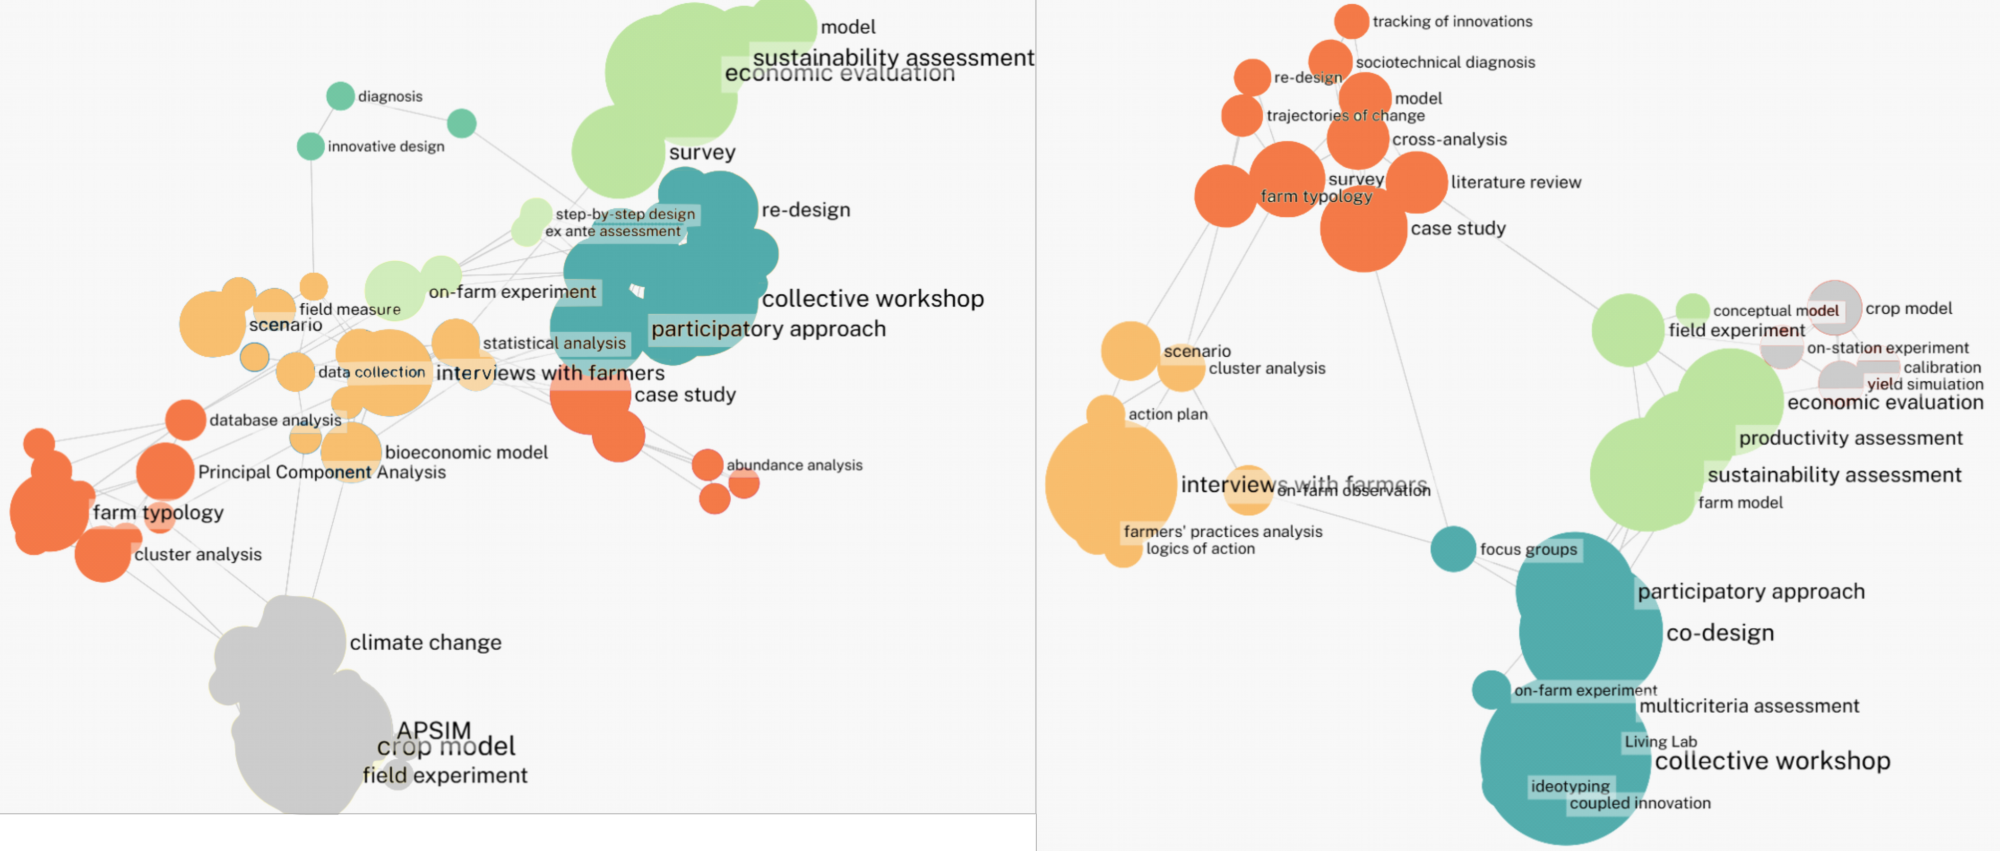 model
sustainability assessment
economic evaluation
diagnosis
innovative design
survey
step-by-step design
re-design
ex ante assessment
on-farm experiment
collective workshop
field measure
scenario
participatory approach
statistical analysis
data collection
interviews with farmers
case study
database analysis
bioeconomic model
abundance analysis
Principal Component Analysis
farm typology
cluster analysis
climate change
APSIM
crop model
field experiment
tracking of innovations
sociotechnical diagnosis
re-design
model
trajectories of change
cross-analysis
survey
literature review
farm typology
case study
conceptual model
crop model
field experiment
on-station experiment
scenario
cluster analysis
calibration
yield simulation
economic evaluation
action plan
productivity assessment
sustainability assessment
interviews with farmers
on-farm observation
farm model
farmers' practices analysis
logics of action
focus groups
participatory approach
co-design
on-farm experiment
multicriteria assessment
Living Lab
collective workshop
ideotyping
coupled innovation